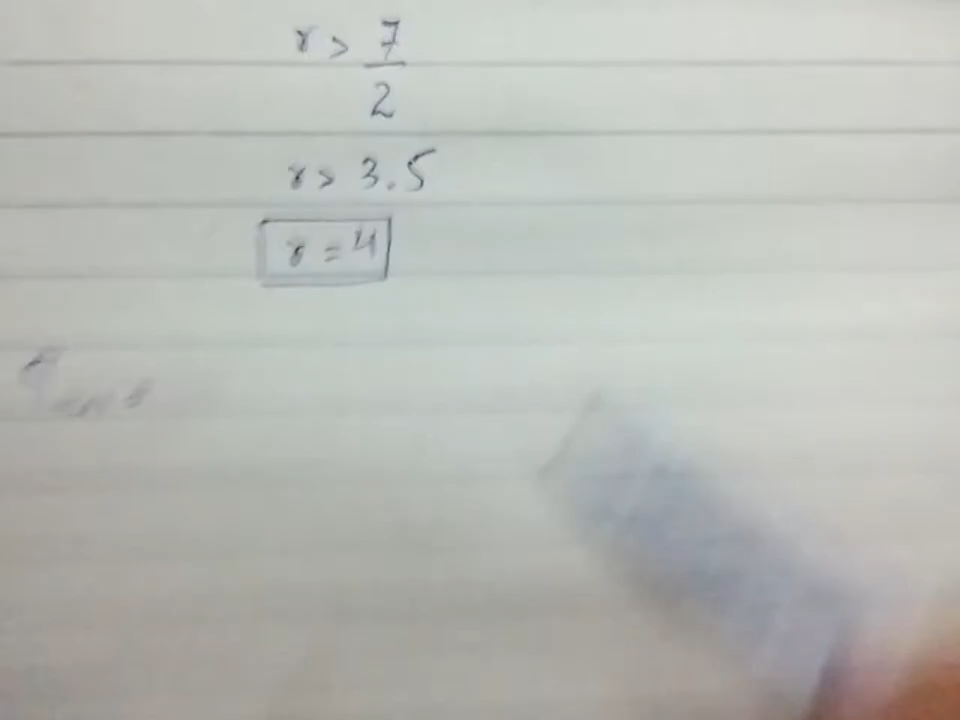 r > 7/2
r > 3.5
r = 4